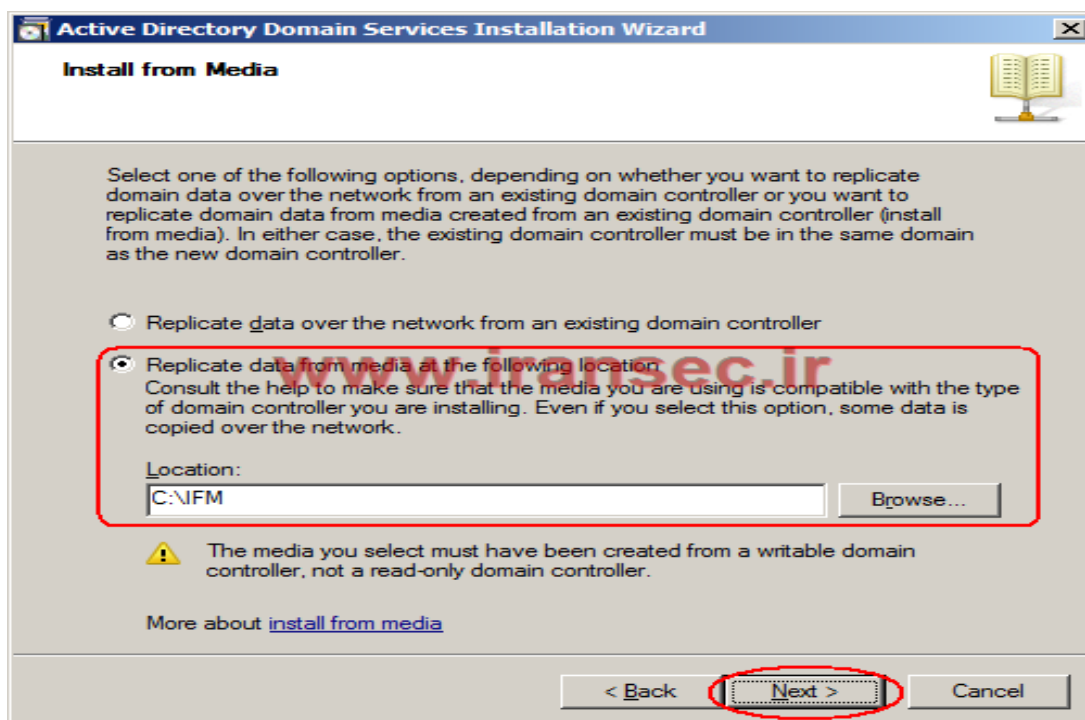 Active Directory Domain Services Installation Wizard
Install from Media
Select one of the following options, depending on whether you want to replicate
domain data over the network from an existing domain controller or you want to
replicate domain data from media created from an existing domain controller (install
from media). In either case, the existing domain controller must be in the same domain
as the new domain controller.
Replicate data over the network from an existing domain controller
Replicate data from media at the following location
www.iransec.ir
Consult the help to make sure that the media you are using is compatible with the type
of domain controller you are installing. Even if you select this option, some data is
copied over the network.
Location:
C:\IFM
Browse...
The media you select must have been created from a writable domain
controller, not a read-only domain controller.
More about install from media
< Back Next > Cancel